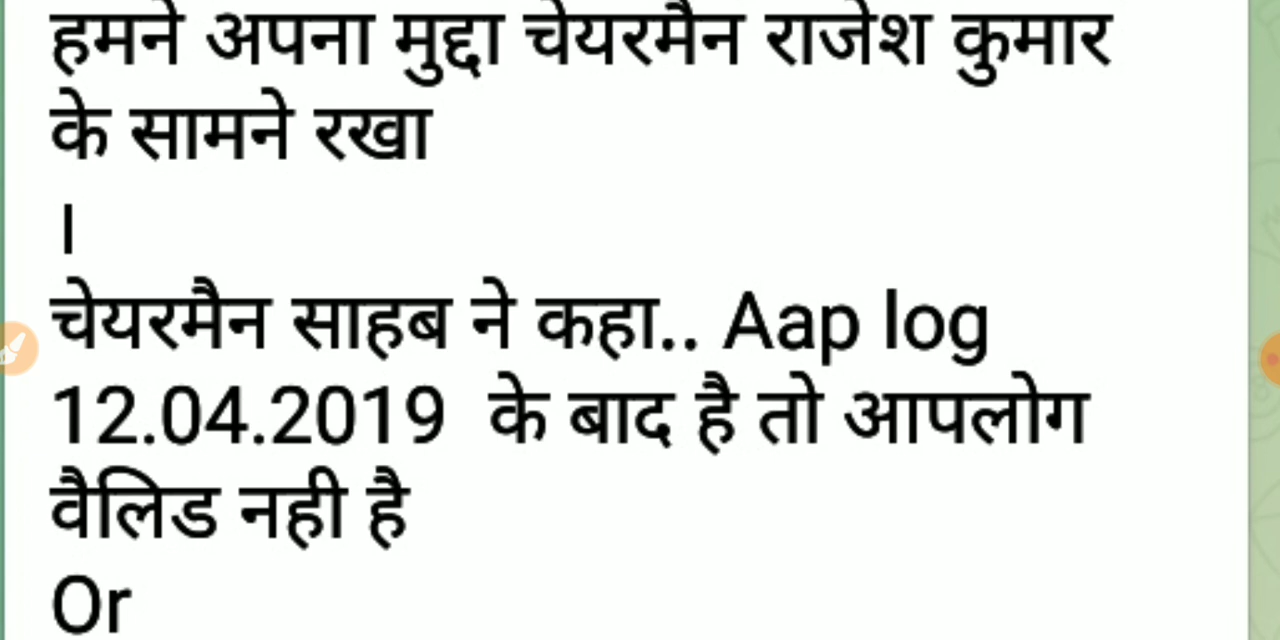 हमने अपना मुद्दा चेयरमैन राजेश कुमार
के सामने रखा
|
चेयरमैन साहब ने कहा.. Aap log
12.04.2019 के बाद है तो आपलोग
वैलिड नही है
Or